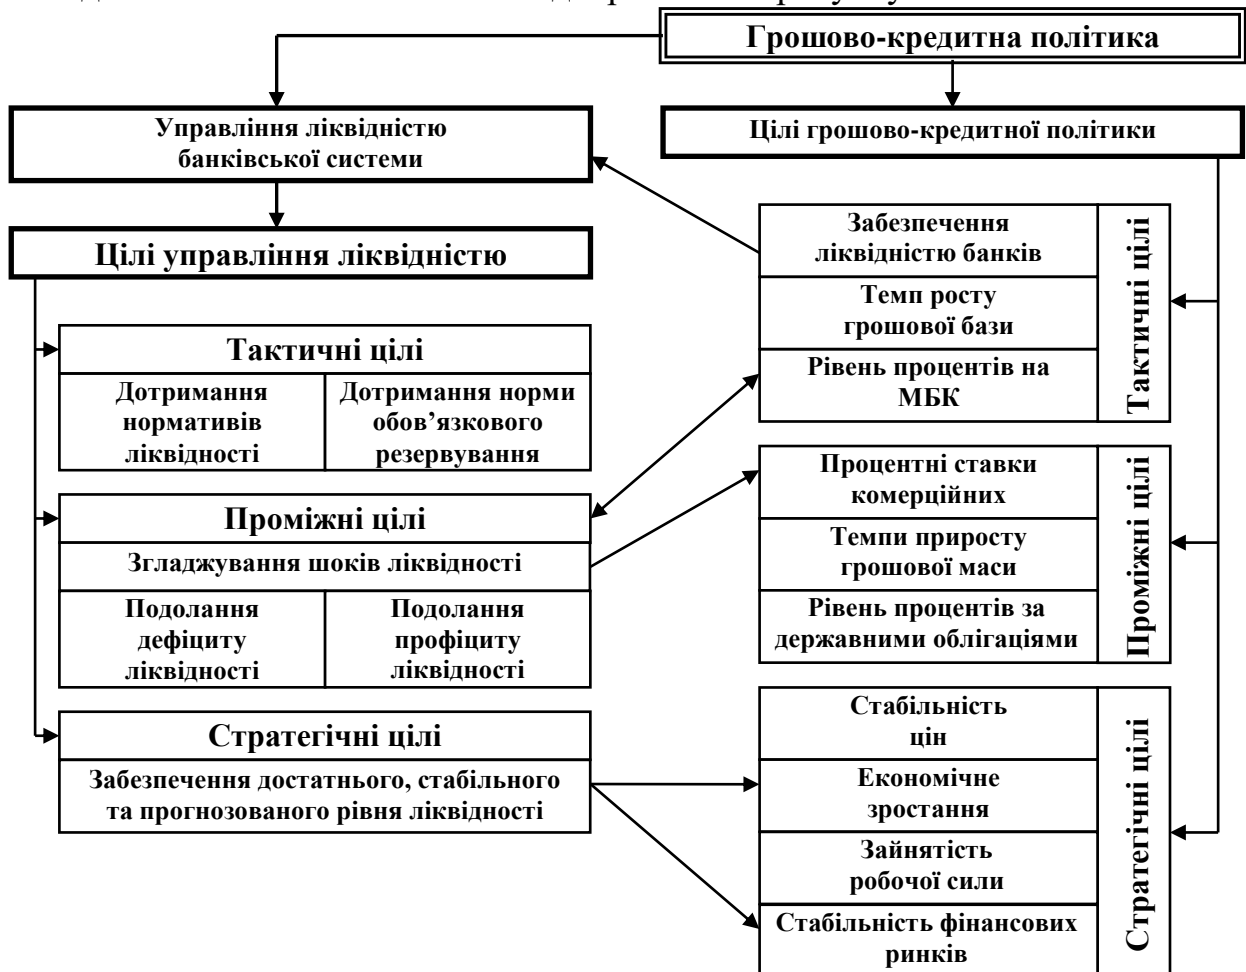 Грошово-кредитна політика
Управління ліквідністю
банківської системи
Цілі грошово-кредитної політики
Цілі управління ліквідністю
Тактичні цілі
Дотримання
нормативів
ліквідності
Дотримання норми
обов’язкового
резервування
Проміжні цілі
Згладжування шоків ліквідності
Подолання
дефіциту
ліквідності
Подолання
профіциту
ліквідності
Стратегічні цілі
Забезпечення достатнього, стабільного
та прогнозованого рівня ліквідності
Забезпечення
ліквідністю банків
Темп росту
грошової бази
Рівень процентів на
МБК
Тактичні цілі
Процентні ставки
комерційних
Темпи приросту
грошової маси
Рівень процентів за
державними облігаціями
Проміжні цілі
Стабільність
цін
Економічне
зростання
Зайнятість
робочої сили
Стабільність фінансових
ринків
Стратегічні цілі